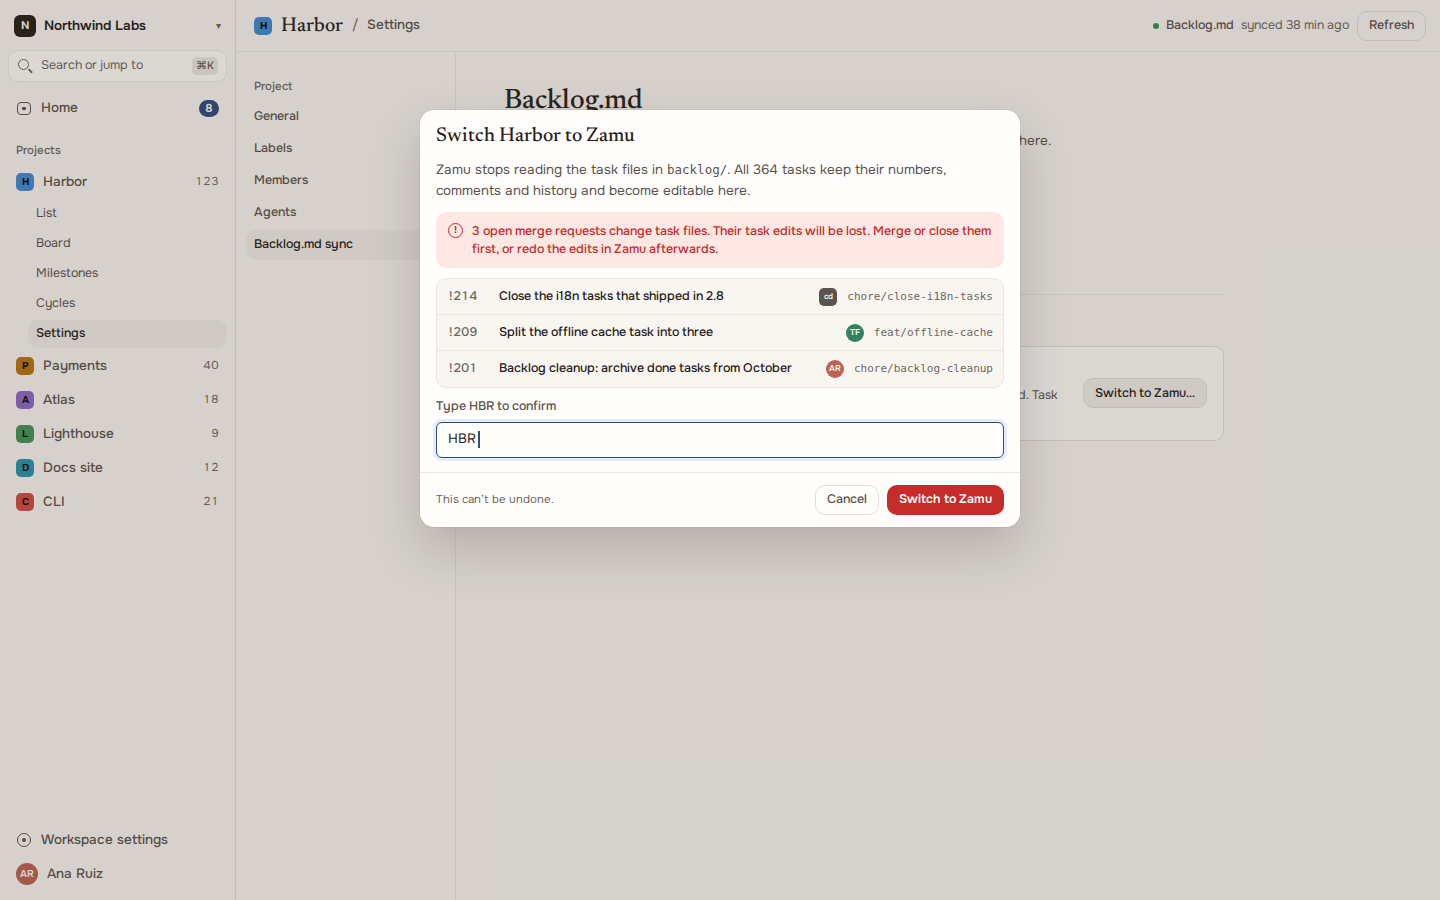 N Northwind Labs ▾
Search or jump to ⌘K
Home 8
Projects
H Harbor 123
List
Board
Milestones
Cycles
Settings
P Payments 40
A Atlas 18
L Lighthouse 9
D Docs site 12
C CLI 21
Workspace settings
AR Ana Ruiz
H Harbor / Settings
Backlog.md synced 38 min ago Refresh
Project
General
Labels
Members
Agents
Backlog.md sync
Backlog.md
here.
d. Task
Switch to Zamu…
Switch Harbor to Zamu
Zamu stops reading the task files in backlog/. All 364 tasks keep their numbers,
comments and history and become editable here.
! 3 open merge requests change task files. Their task edits will be lost. Merge or close them
first, or redo the edits in Zamu afterwards.
!214 Close the i18n tasks that shipped in 2.8 cd chore/close-i18n-tasks
!209 Split the offline cache task into three TF feat/offline-cache
!201 Backlog cleanup: archive done tasks from October AR chore/backlog-cleanup
Type HBR to confirm
HBR
This can’t be undone. Cancel Switch to Zamu